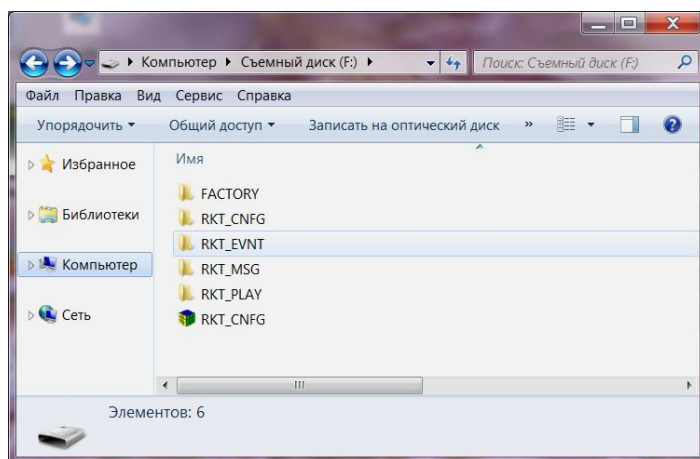 Компьютер ▸ Съемный диск (F:) ▸ Поиск: Съемный диск (F:)
Файл Правка Вид Сервис Справка
Упорядочить Общий доступ Записать на оптический диск »
Избранное
Библиотеки
Компьютер
Сеть
Имя
FACTORY
RKT_CNFG
RKT_EVNT
RKT_MSG
RKT_PLAY
RKT_CNFG
Элементов: 6